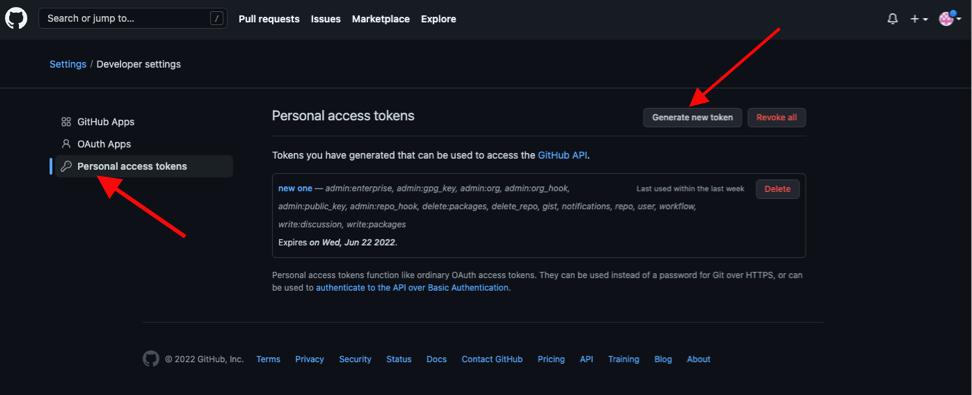 Search or jump to... /
Pull requests Issues Marketplace Explore
Settings / Developer settings
GitHub Apps
OAuth Apps
Personal access tokens
Personal access tokens
Generate new token Revoke all
Tokens you have generated that can be used to access the GitHub API.
new one — admin:enterprise, admin:gpg_key, admin:org, admin:org_hook,
admin:public_key, admin:repo_hook, delete:packages, delete_repo, gist, notifications, repo, user, workflow,
write:discussion, write:packages
Last used within the last week
Delete
Expires on Wed, Jun 22 2022.
Personal access tokens function like ordinary OAuth access tokens. They can be used instead of a password for Git over HTTPS, or can
be used to authenticate to the API over Basic Authentication.
© 2022 GitHub, Inc. Terms Privacy Security Status Docs Contact GitHub Pricing API Training Blog About